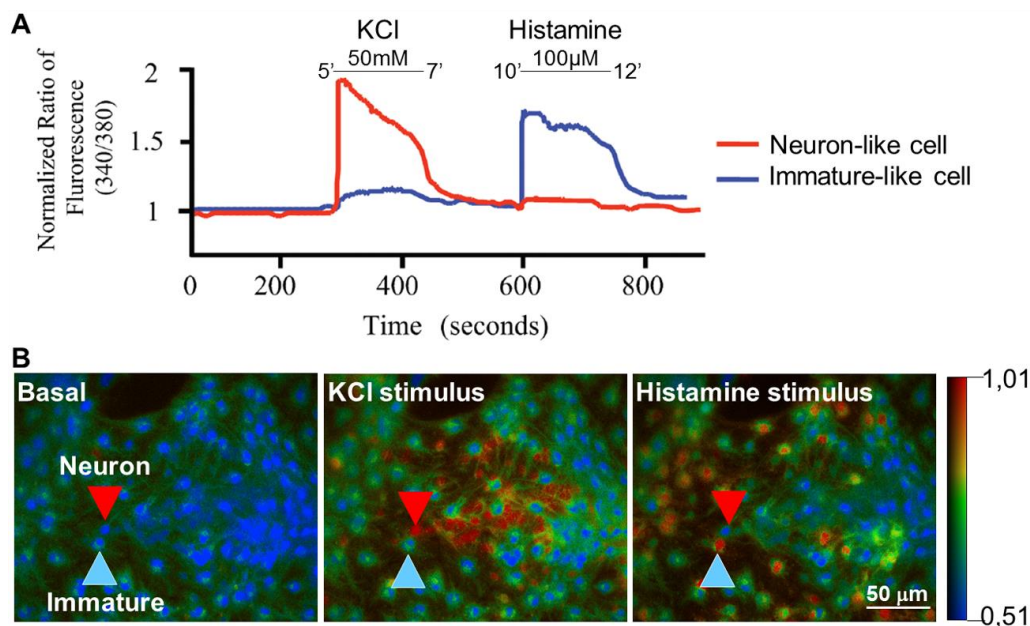 A
KCl
Histamine
5’ 50mM 7’
10’ 100µM 12’
Normalized Ratio of
Flurorescence
(340/380)
2
1.5
1
0 200 400 600 800
Time (seconds)
Neuron-like cell
Immature-like cell
B
Basal
KCl stimulus
Histamine stimulus
1,01
Neuron
Immature
50 µm
0,51